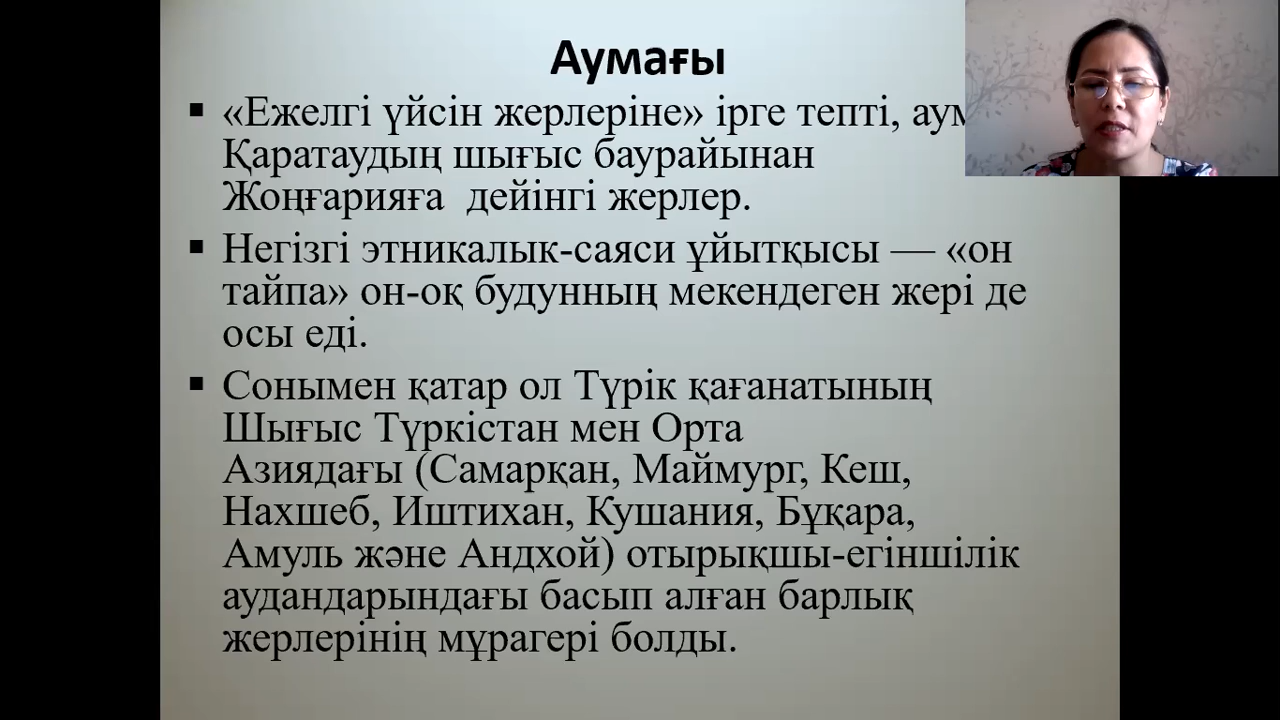 Аумағы
▪ «Ежелгі үйсін жерлеріне» ірге тепті,
Қаратаудың шығыс баурайынан
Жоңғарияға дейінгі жерлер.
▪ Негізгі этникалык-саяси ұйытқысы — «он
тайпа» он-оқ будунның мекендеген жері де
осы еді.
▪ Сонымен қатар ол Түрік қағанатының
Шығыс Түркістан мен Орта
Азиядағы (Самарқан, Маймург, Кеш,
Нахшеб, Иштихан, Кушания, Бұқара,
Амуль және Андхой) отырықшы-егіншілік
аудандарындағы басып алған барлық
жерлерінің мұрагері болды.